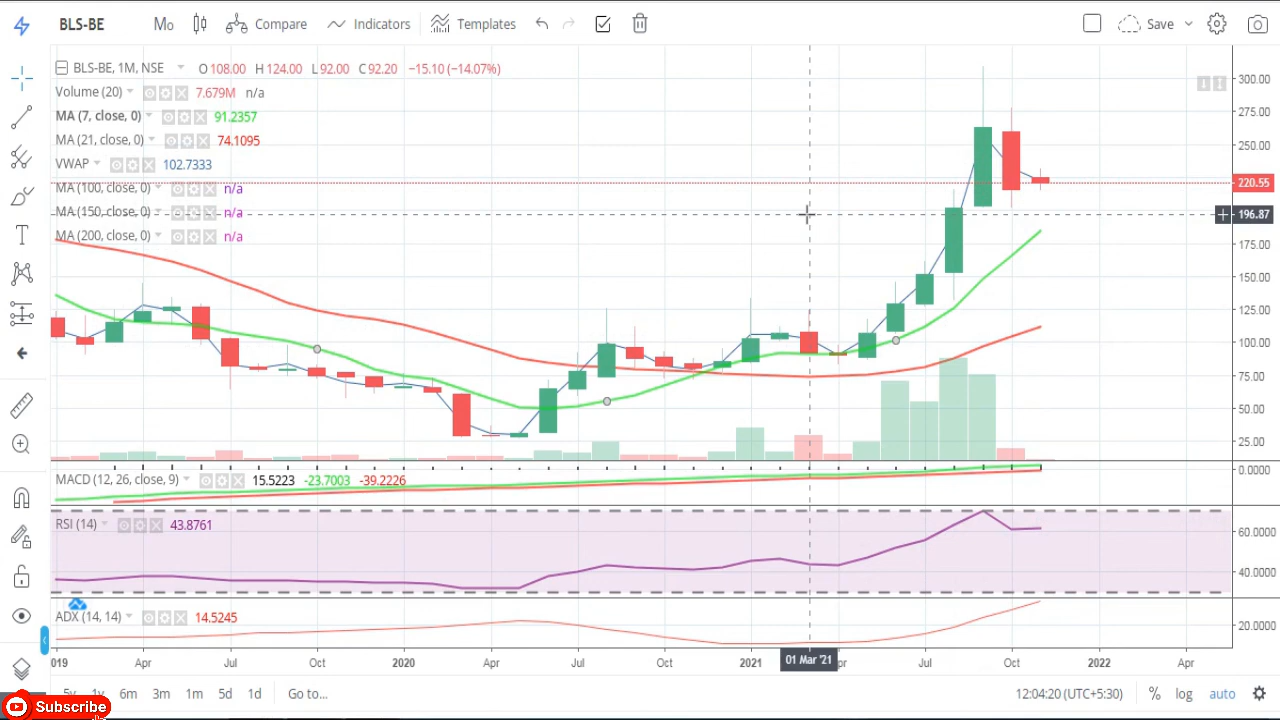 BLS-BE Mo Compare Indicators Templates Save
BLS-BE, 1M, NSE O108.00 H124.00 L92.00 C92.20 −15.10 (−14.07%)
Volume (20) 7.679M n/a
MA (7, close, 0) 91.2357
MA (21, close, 0) 74.1095
VWAP 102.7333
MA (100, close, 0) n/a
MA (150, close, 0) n/a
MA (200, close, 0) n/a
300.00
275.00
250.00
220.55
196.87
175.00
150.00
125.00
100.00
75.00
50.00
25.00
MACD (12, 26, close, 9) 15.5223 -23.7003 -39.2226
0.0000
RSI (14) 43.8761
60.0000
40.0000
ADX (14, 14) 14.5245
20.0000
2019 Apr Jul Oct 2020 Apr Jul Oct 2021 01 Mar '21 Jul Oct 2022 Apr
5y 1y 6m 3m 1m 5d 1d Go to... 12:04:20 (UTC+5:30) % log auto
Subscribe